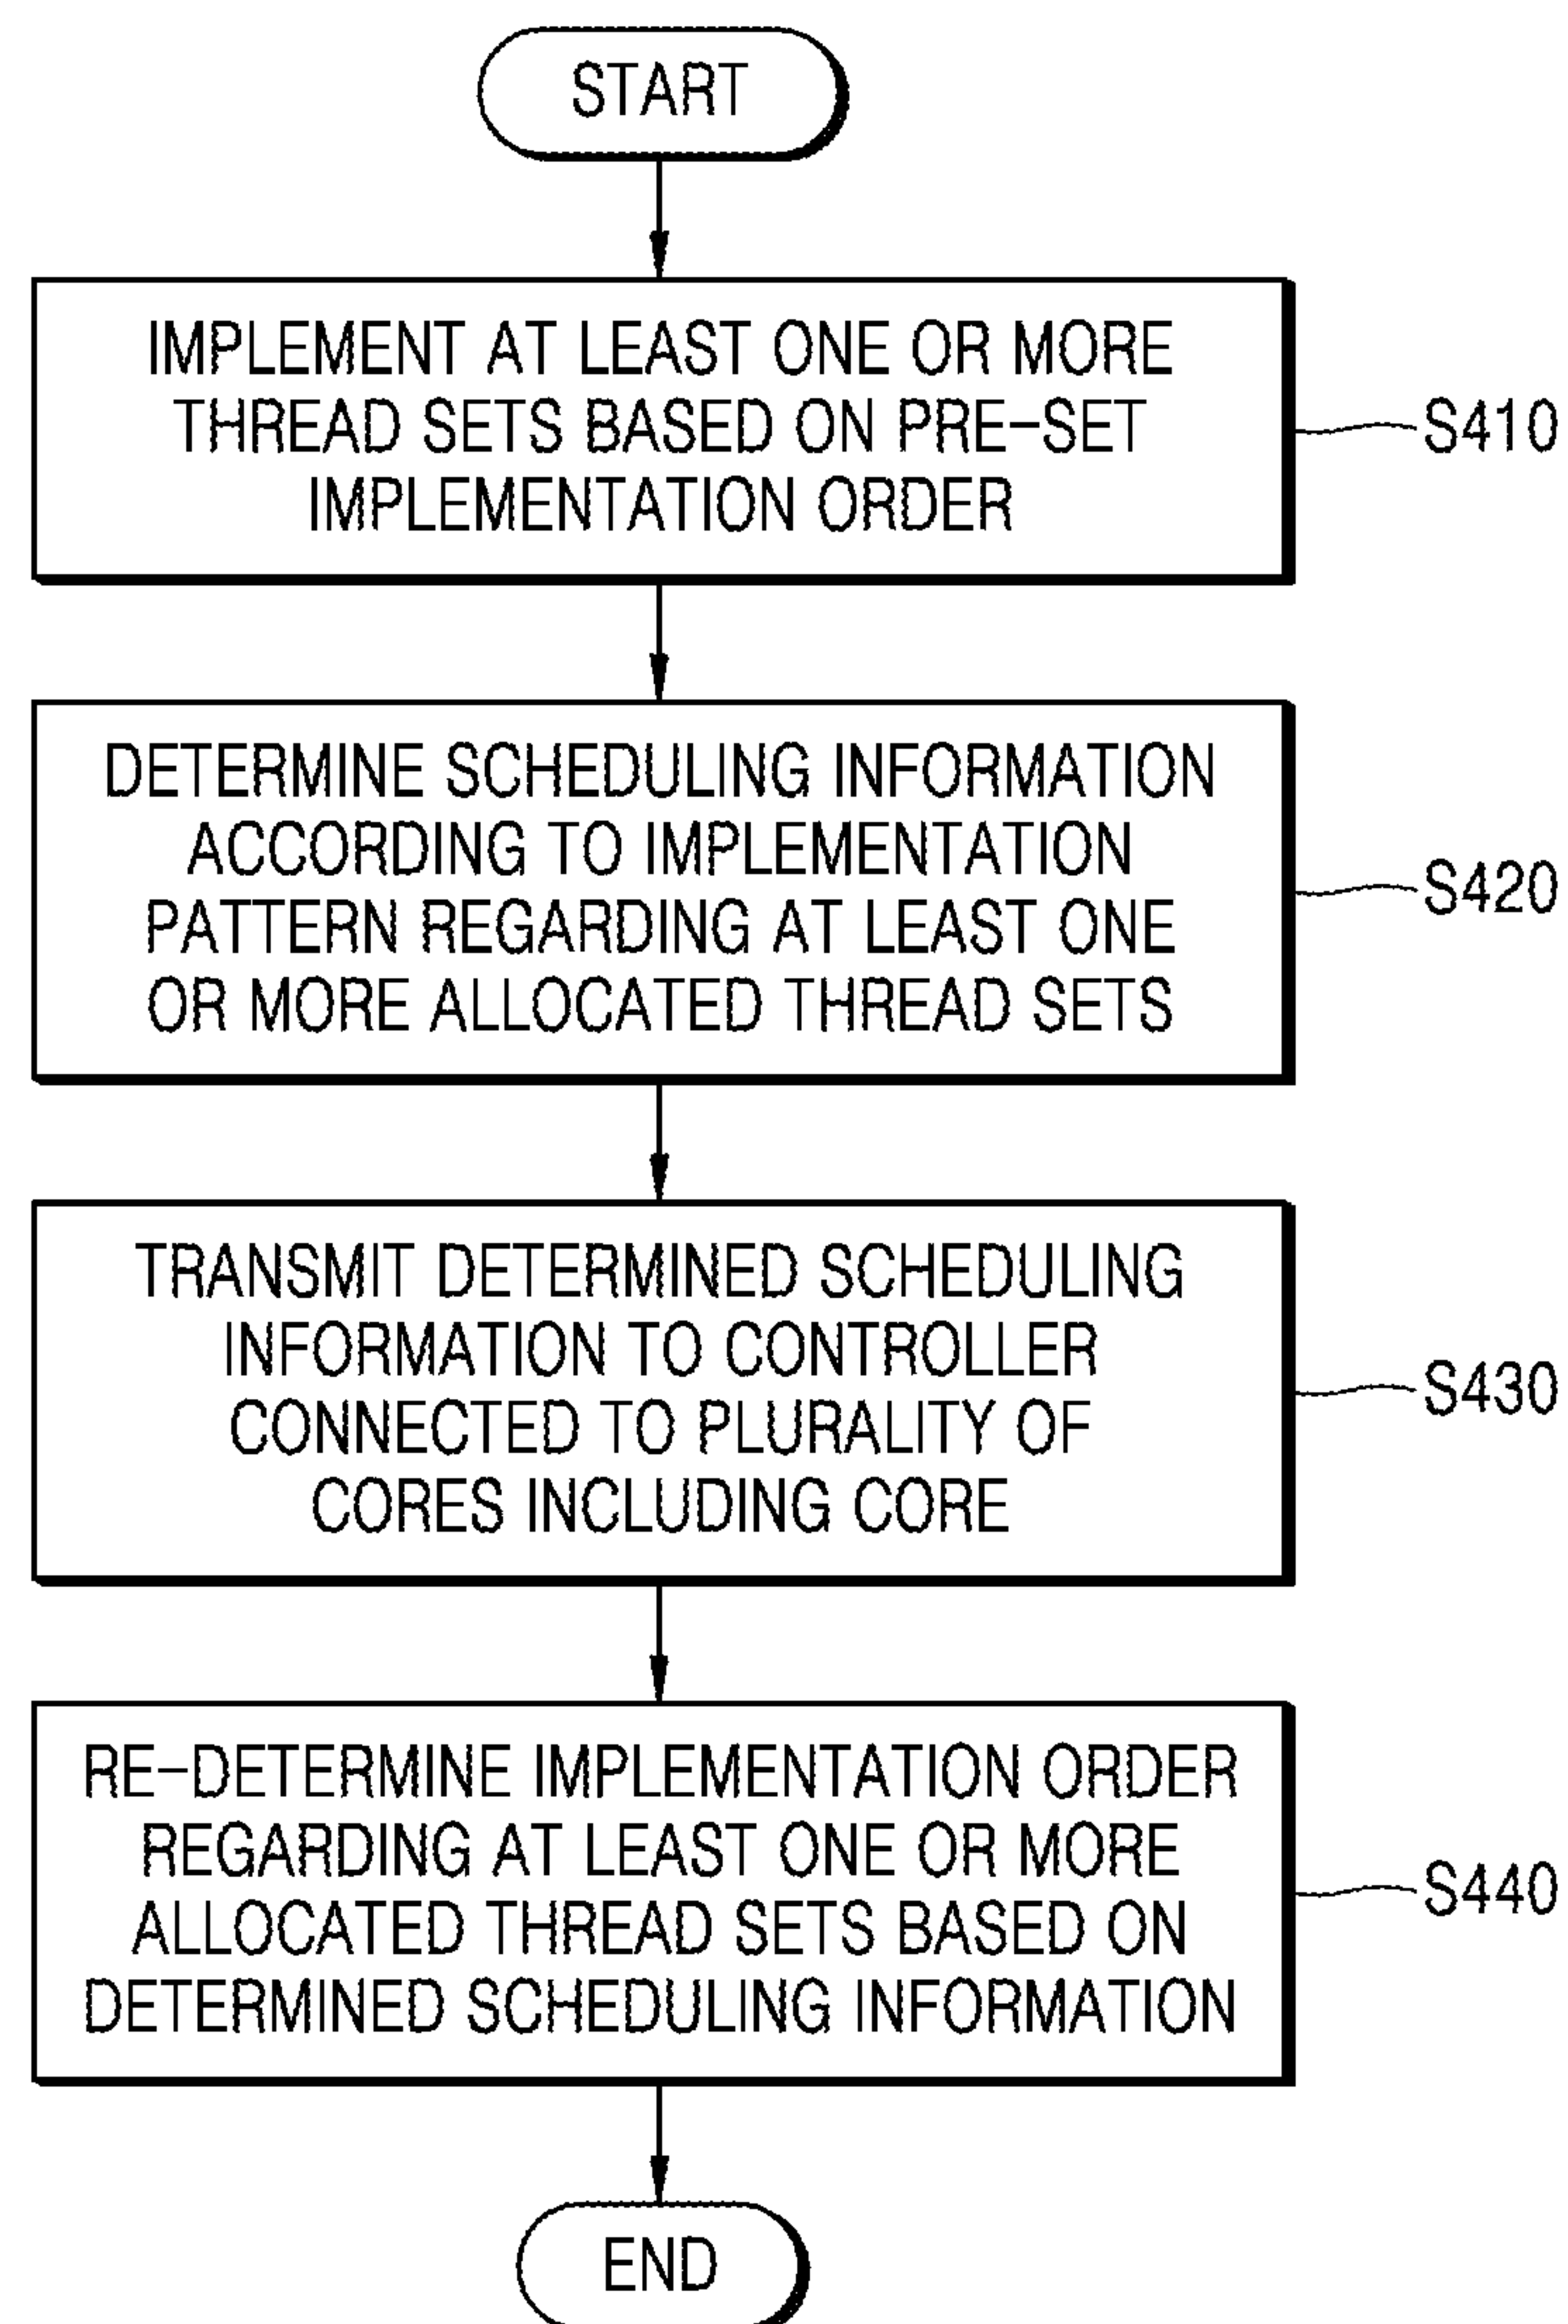 START
IMPLEMENT AT LEAST ONE OR MORE
THREAD SETS BASED ON PRE-SET
IMPLEMENTATION ORDER
S410
DETERMINE SCHEDULING INFORMATION
ACCORDING TO IMPLEMENTATION
PATTERN REGARDING AT LEAST ONE
OR MORE ALLOCATED THREAD SETS
S420
TRANSMIT DETERMINED SCHEDULING
INFORMATION TO CONTROLLER
CONNECTED TO PLURALITY OF
CORES INCLUDING CORE
S430
RE-DETERMINE IMPLEMENTATION ORDER
REGARDING AT LEAST ONE OR MORE
ALLOCATED THREAD SETS BASED ON
DETERMINED SCHEDULING INFORMATION
S440
END